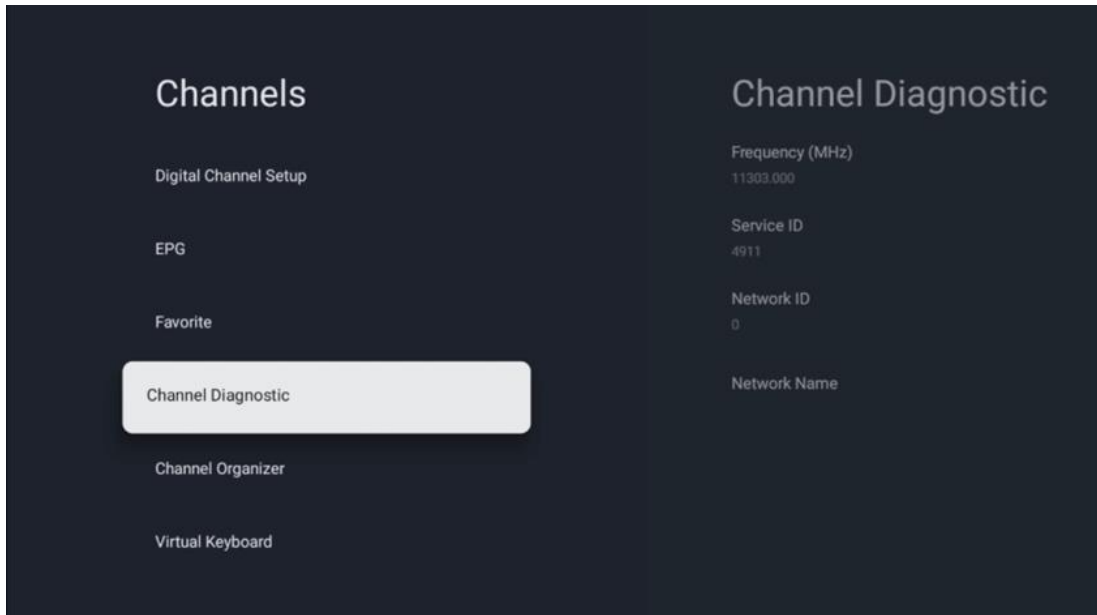 Channels
Digital Channel Setup
EPG
Favorite
Channel Diagnostic
Channel Organizer
Virtual Keyboard
Channel Diagnostic
Frequency (MHz)
11303.000
Service ID
4911
Network ID
0
Network Name